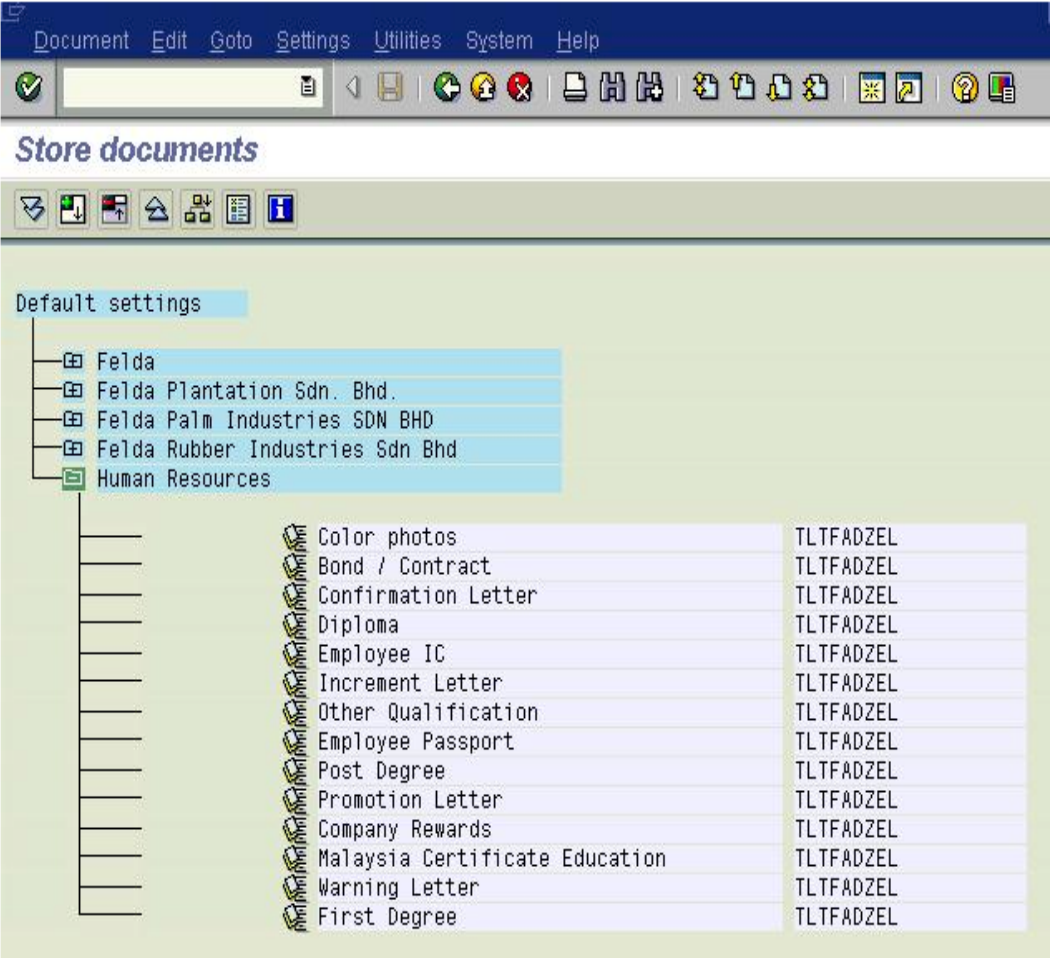 Document Edit Goto Settings Utilities System Help
Store documents
Default settings
Felda
Felda Plantation Sdn. Bhd.
Felda Palm Industries SDN BHD
Felda Rubber Industries Sdn Bhd
Human Resources
Color photos TLTFADZEL
Bond / Contract TLTFADZEL
Confirmation Letter TLTFADZEL
Diploma TLTFADZEL
Employee IC TLTFADZEL
Increment Letter TLTFADZEL
Other Qualification TLTFADZEL
Employee Passport TLTFADZEL
Post Degree TLTFADZEL
Promotion Letter TLTFADZEL
Company Rewards TLTFADZEL
Malaysia Certificate Education TLTFADZEL
Warning Letter TLTFADZEL
First Degree TLTFADZEL